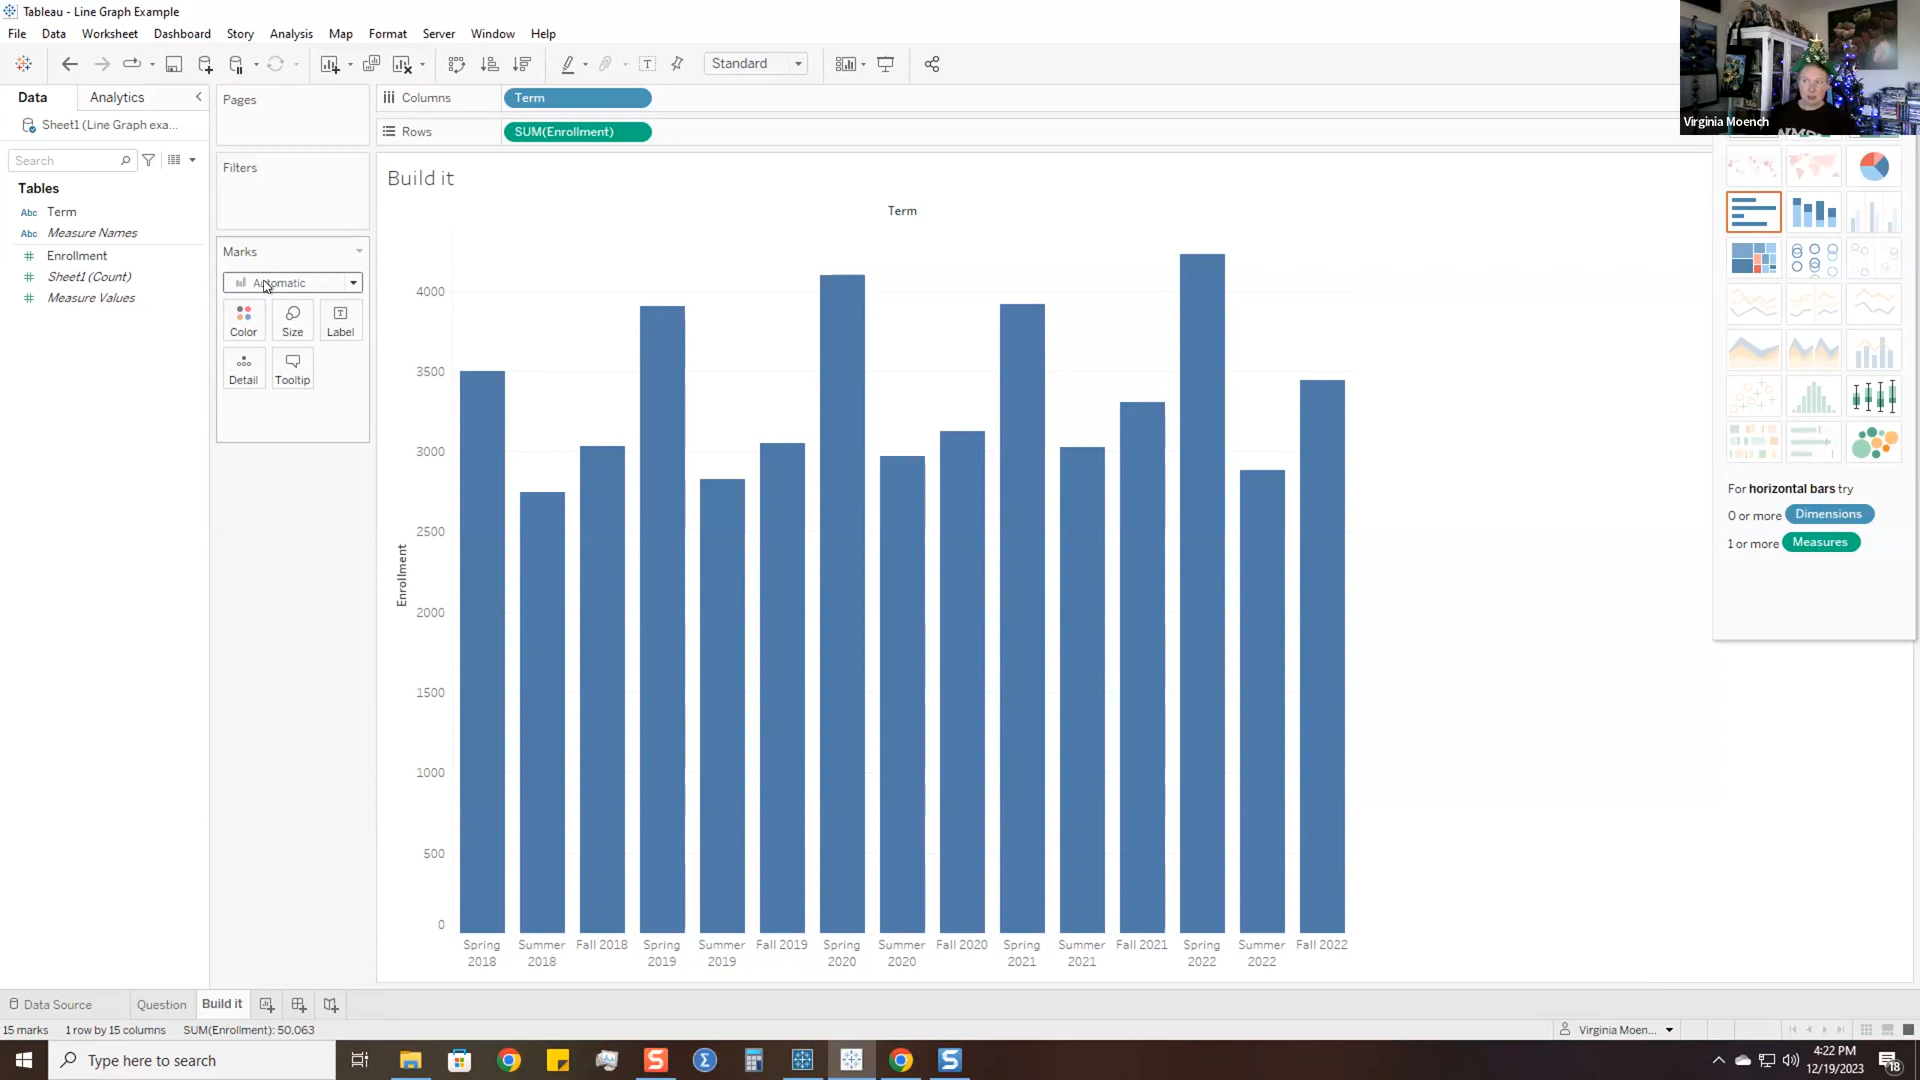 Tableau - Line Graph Example
File Data Worksheet Dashboard Story Analysis Map Format Server Window Help
Standard
Data Analytics
Sheet1 (Line Graph exa...
Search
Tables
Abc Term
Abc Measure Names
# Enrollment
# Sheet1 (Count)
# Measure Values
Pages
Filters
Marks
Automatic
Color Size Label
Detail Tooltip
Columns Term
Rows SUM(Enrollment)
Virginia Moench
Build it
Term
Enrollment
4000
3500
3000
2500
2000
1500
1000
500
0
Spring 2018
Summer 2018
Fall 2018
Spring 2019
Summer 2019
Fall 2019
Spring 2020
Summer 2020
Fall 2020
Spring 2021
Summer 2021
Fall 2021
Spring 2022
Summer 2022
Fall 2022
For horizontal bars try
0 or more Dimensions
1 or more Measures
Data Source Question Build it
15 marks 1 row by 15 columns SUM(Enrollment): 50,063
Virginia Moen...
Type here to search
4:22 PM
12/19/2023
18